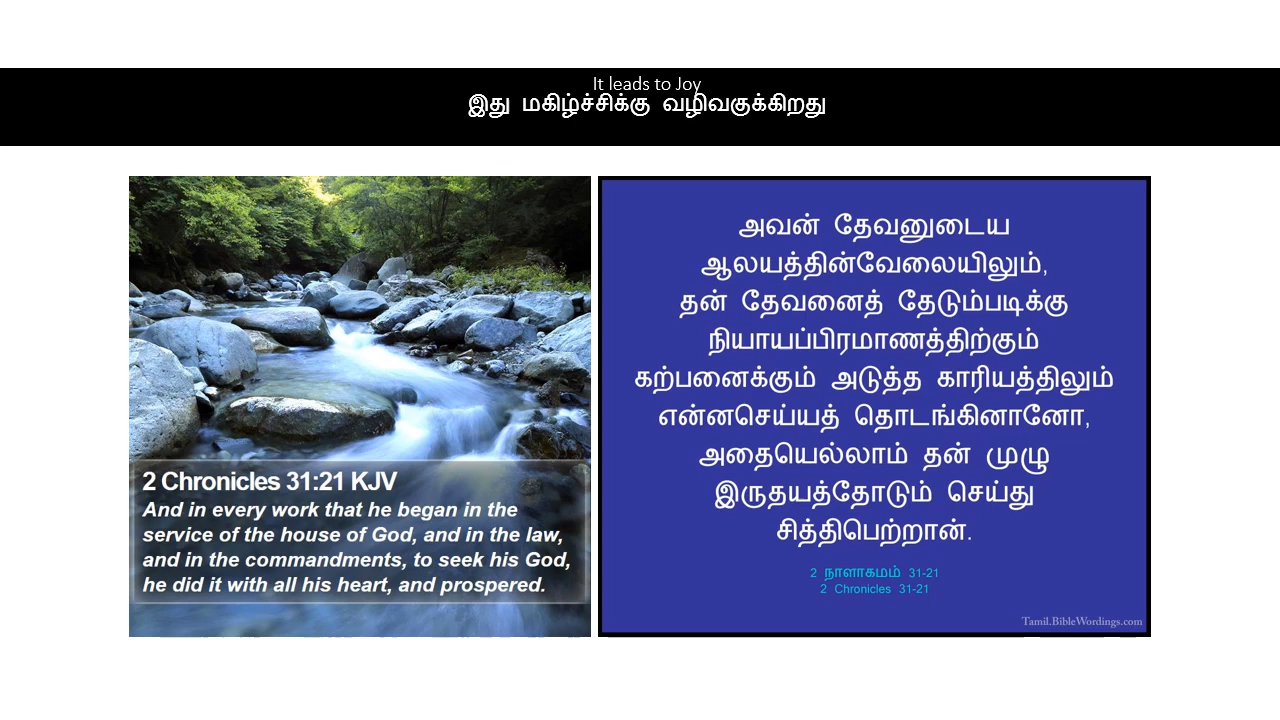 It leads to Joy
இது மகிழ்ச்சிக்கு வழிவகுக்கிறது
2 Chronicles 31:21 KJV
And in every work that he began in the
service of the house of God, and in the law,
and in the commandments, to seek his God,
he did it with all his heart, and prospered.
அவன் தேவனுடைய
ஆலயத்தின்வேலையிலும்,
தன் தேவனைத் தேடும்படிக்கு
நியாயப்பிரமாணத்திற்கும்
கற்பனைக்கும் அடுத்த காரியத்திலும்
என்னசெய்யத் தொடங்கினானோ,
அதையெல்லாம் தன் முழு
இருதயத்தோடும் செய்து
சித்திபெற்றான்.
2 நாளாகமம் 31-21
2 Chronicles 31-21
Tamil.BibleWordings.com